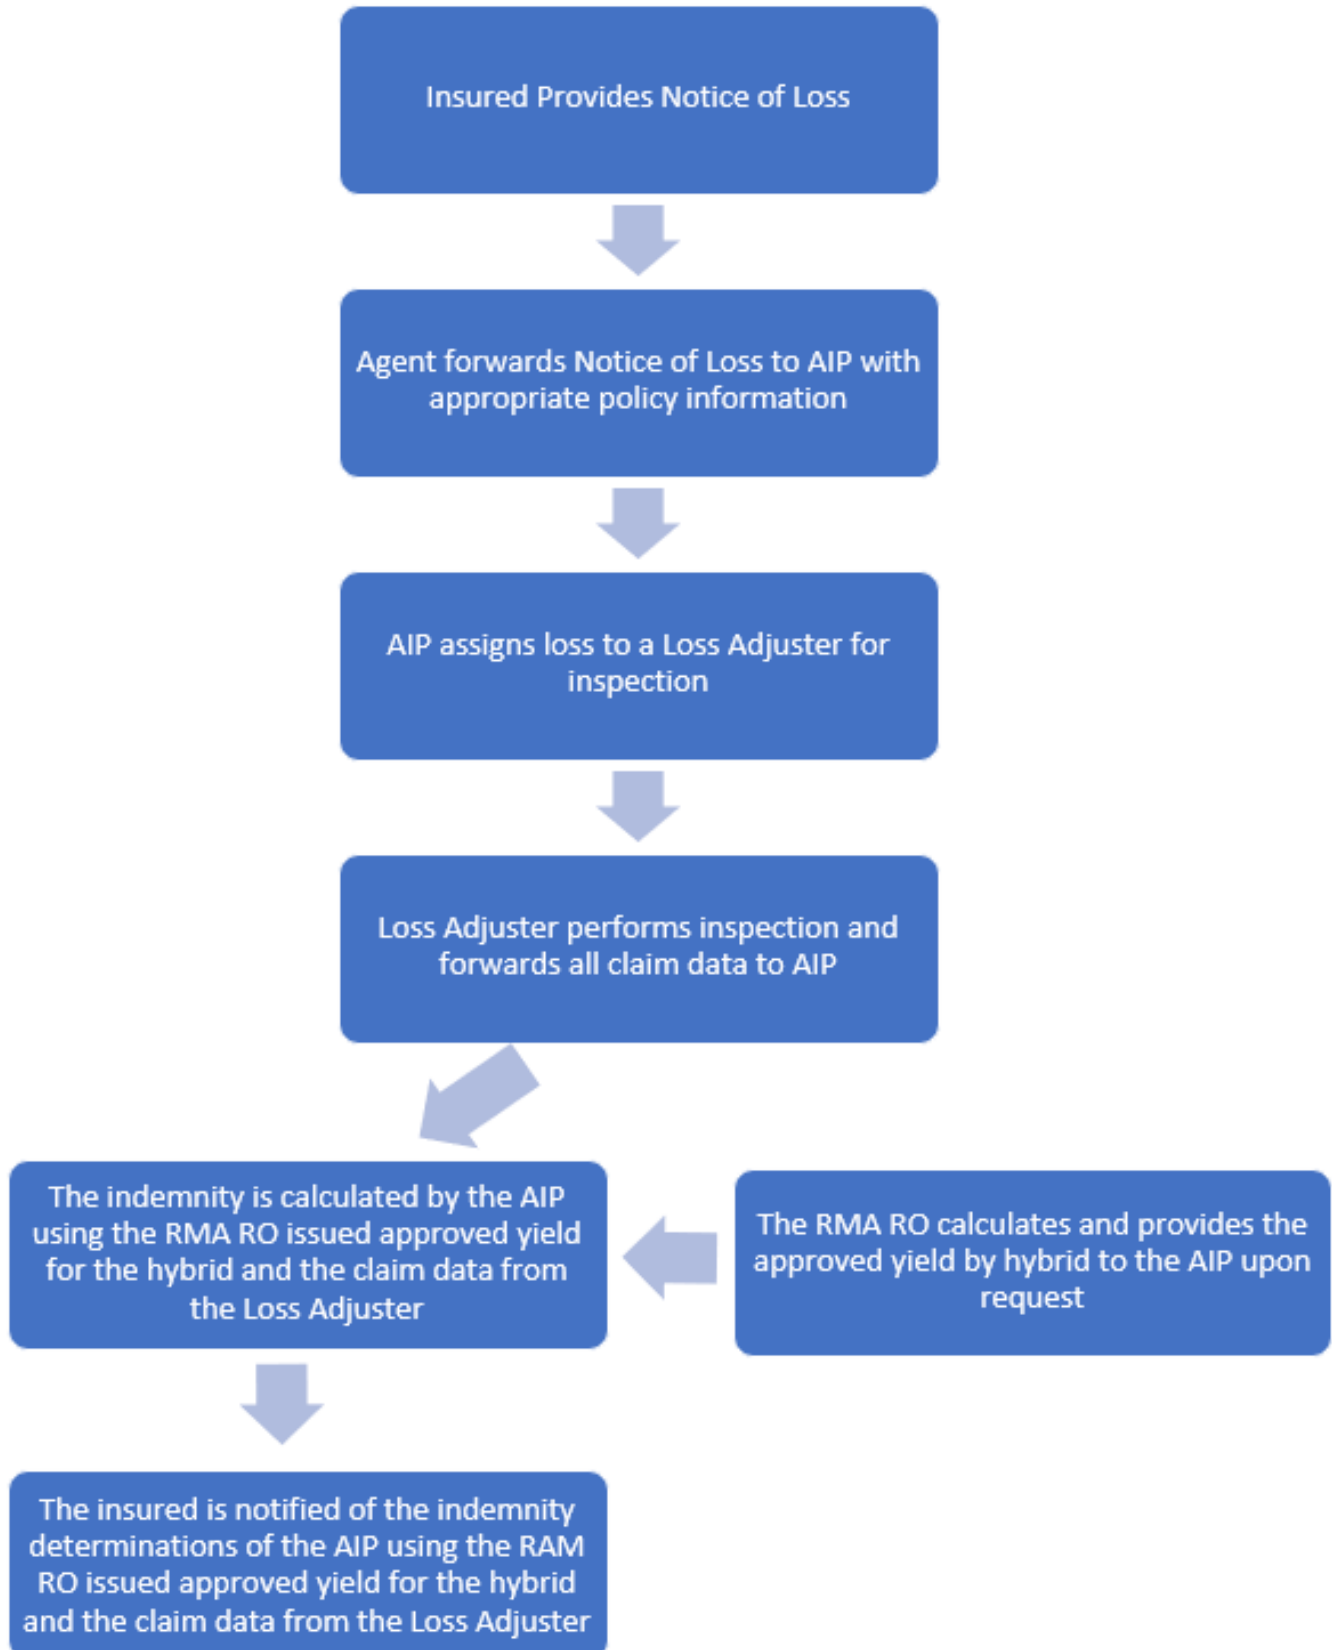 Insured Provides Notice of Loss
Agent forwards Notice of Loss to AIP with
appropriate policy information
AIP assigns loss to a Loss Adjuster for
inspection
Loss Adjuster performs inspection and
forwards all claim data to AIP
The indemnity is calculated by the AIP
using the RMA RO issued approved yield
for the hybrid and the claim data from
the Loss Adjuster
The RMA RO calculates and provides the
approved yield by hybrid to the AIP upon
request
The insured is notified of the indemnity
determinations of the AIP using the RAM
RO issued approved yield for the hybrid
and the claim data from the Loss Adjuster